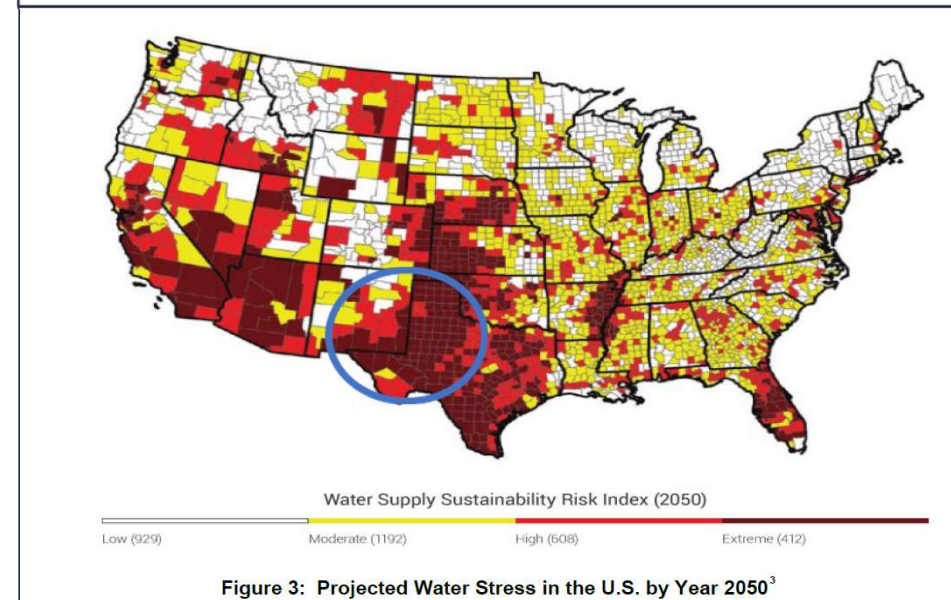 Water Supply Sustainability Risk Index (2050)
Low (929) Moderate (1192) High (608) Extreme (412)
Figure 3: Projected Water Stress in the U.S. by Year 2050³